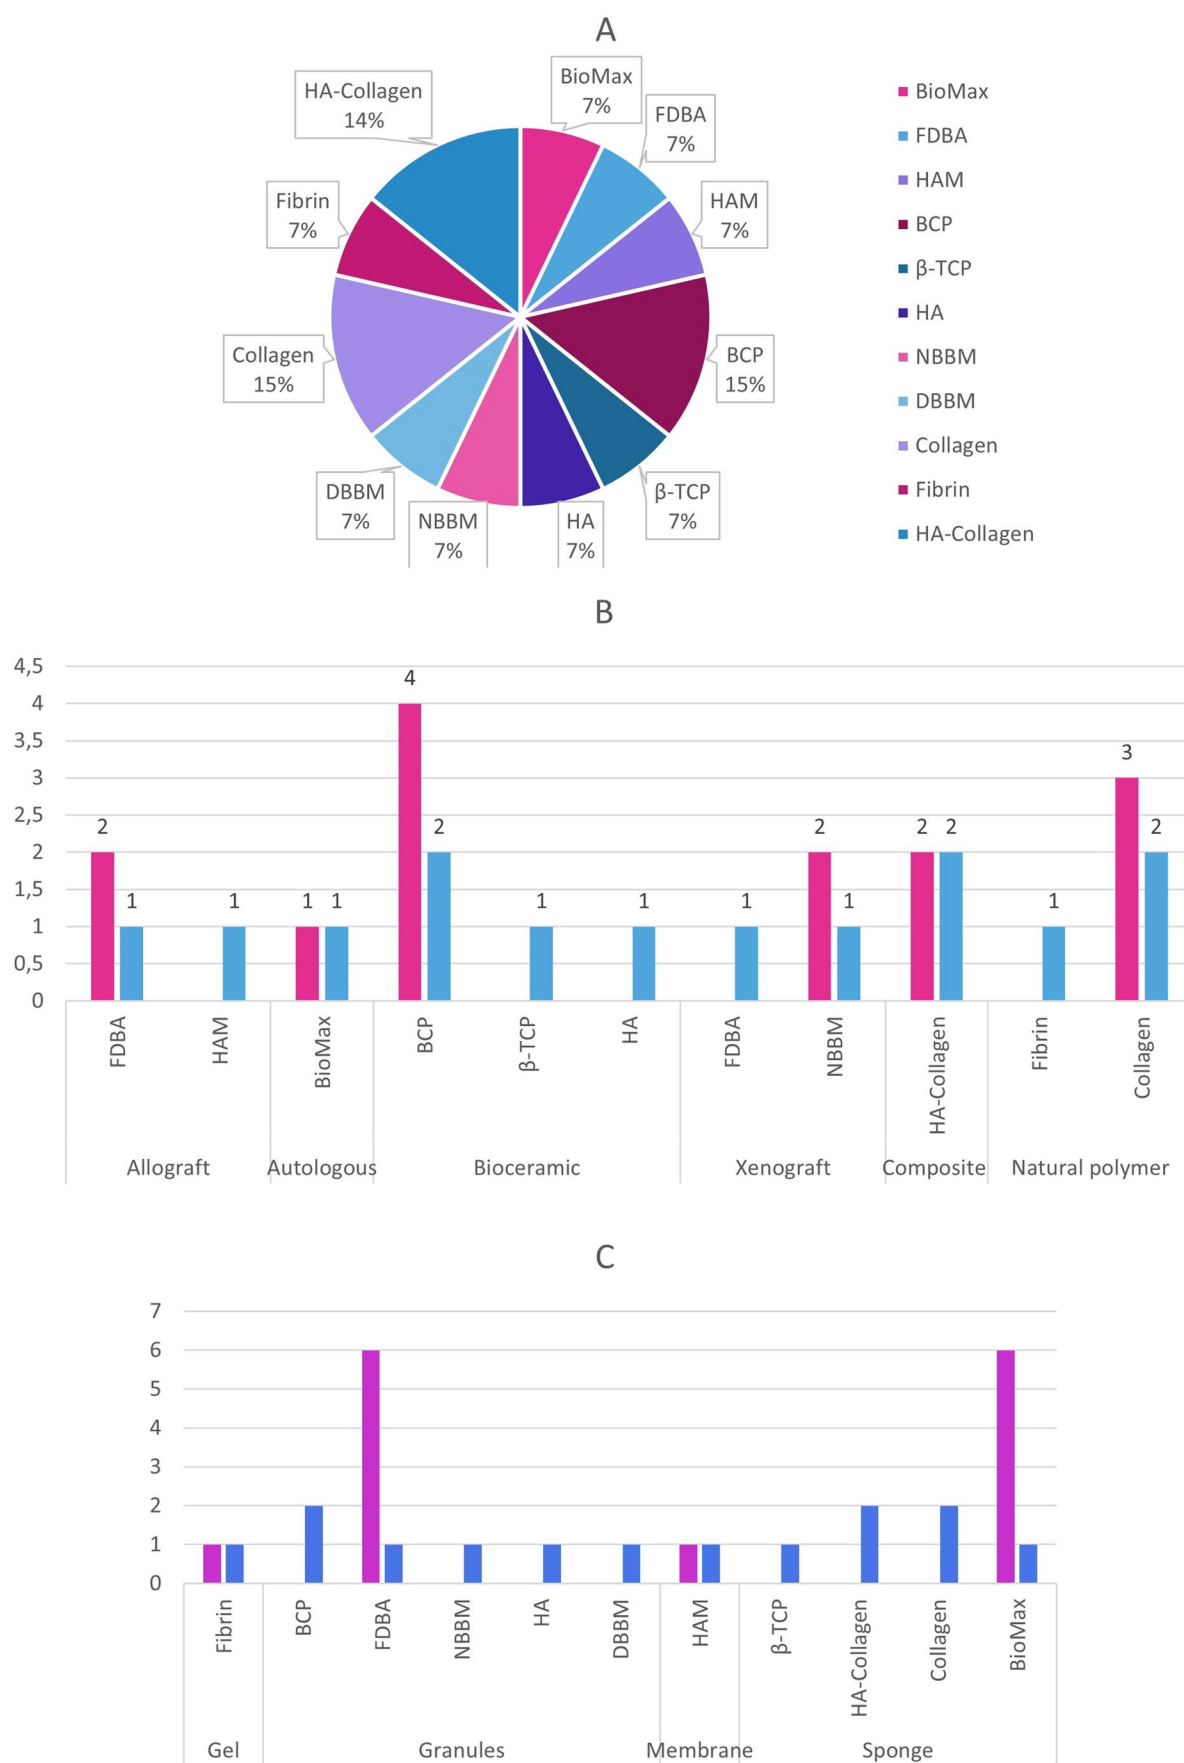 A
BioMax
7%
FDBA
7%
HAM
7%
BCP
15%
β-TCP
7%
HA
7%
NBBM
7%
DBBM
7%
Collagen
15%
Fibrin
7%
HA-Collagen
14%
BioMax
FDBA
HAM
BCP
β-TCP
HA
NBBM
DBBM
Collagen
Fibrin
HA-Collagen
B
4,5
4
3,5
3
2,5
2
1,5
1
0,5
0
2
1
1
1
1
4
2
1
1
1
2
1
2
2
1
3
2
FDBA
HAM
BioMax
BCP
β-TCP
HA
FDBA
NBBM
HA-Collagen
Fibrin
Collagen
Allograft
Autologous
Bioceramic
Xenograft
Composite
Natural polymer
C
7
6
5
4
3
2
1
0
Fibrin
BCP
FDBA
NBBM
HA
DBBM
HAM
β-TCP
HA-Collagen
Collagen
BioMax
Gel
Granules
Membrane
Sponge